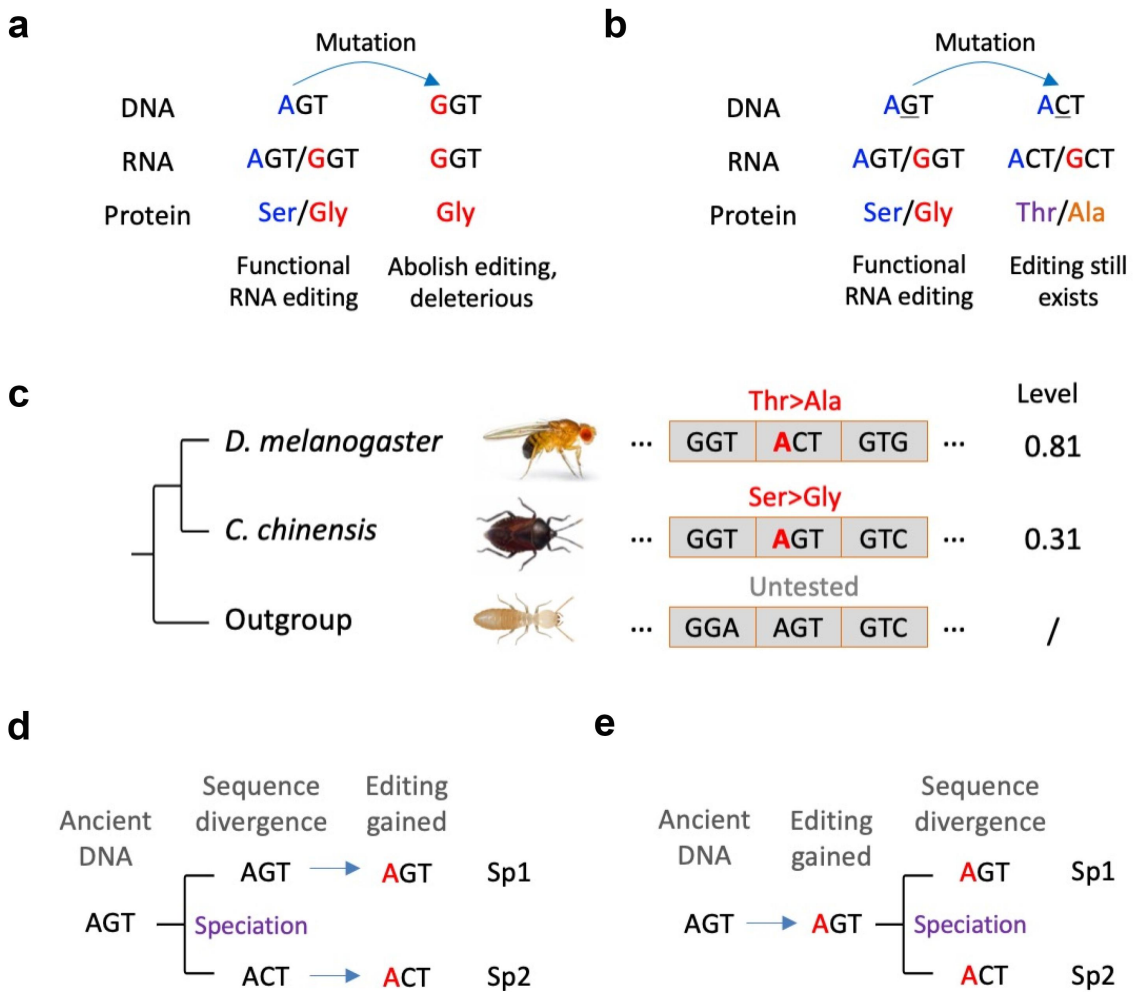 a
Mutation
DNA AGT GGT
RNA AGT/GGT GGT
Protein Ser/Gly Gly
Functional RNA editing
Abolish editing, deleterious
b
Mutation
DNA AGT ACT
RNA AGT/GGT ACT/GCT
Protein Ser/Gly Thr/Ala
Functional RNA editing
Editing still exists
c
Level
Thr>Ala
D. melanogaster ... GGT ACT GTG ... 0.81
Ser>Gly
C. chinensis ... GGT AGT GTC ... 0.31
Untested
Outgroup ... GGA AGT GTC ... /
d
Ancient DNA
Sequence divergence
Editing gained
AGT AGT Sp1
AGT Speciation
ACT ACT Sp2
e
Ancient DNA
Editing gained
Sequence divergence
AGT Sp1
AGT AGT Speciation
ACT Sp2